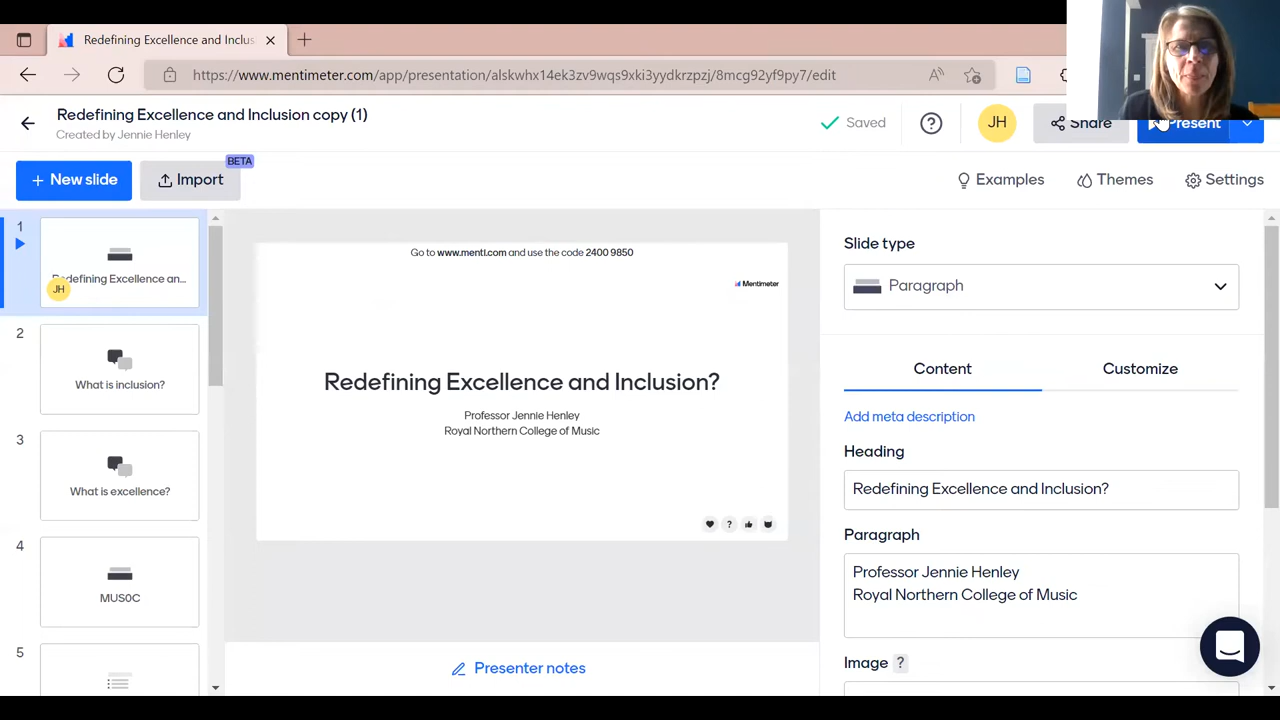 Redefining Excellence and Inclus
https://www.mentimeter.com/app/presentation/alskwhx14ek3zv9wqs9xki3yydkrzpzj/8mcg92yf9py7/edit
Redefining Excellence and Inclusion copy (1)
Created by Jennie Henley
Saved
JH
Share
Present
New slide
BETA
Import
Examples
Themes
Settings
1
Redefining Excellence an...
JH
2
What is inclusion?
3
What is excellence?
4
MUS0C
5
Go to www.menti.com and use the code 2400 9850
Mentimeter
Redefining Excellence and Inclusion?
Professor Jennie Henley
Royal Northern College of Music
Presenter notes
Slide type
Paragraph
Content
Customize
Add meta description
Heading
Redefining Excellence and Inclusion?
Paragraph
Professor Jennie Henley
Royal Northern College of Music
Image ?